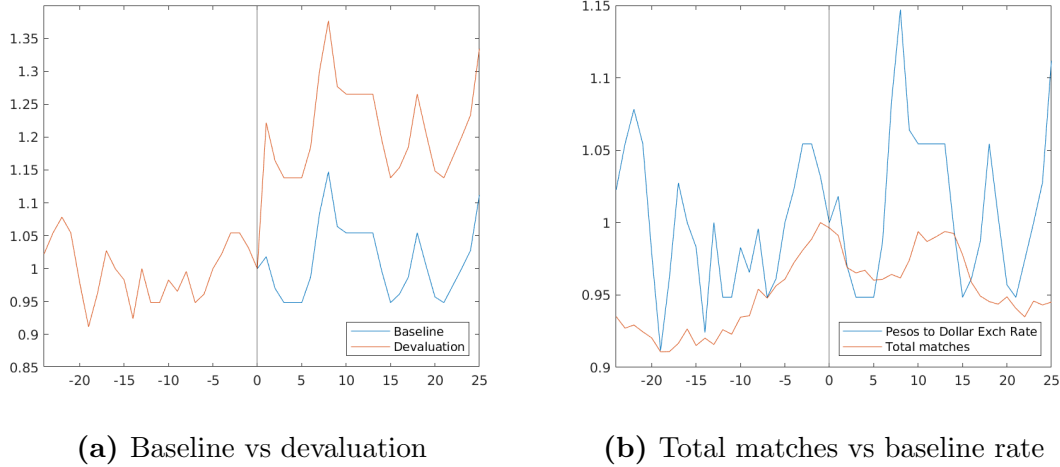 1.4
1.35
1.3
1.25
1.2
1.15
1.1
1.05
1
0.95
0.9
0.85
-20 -15 -10 -5 0 5 10 15 20 25
Baseline
Devaluation
(a) Baseline vs devaluation
1.15
1.1
1.05
1
0.95
0.9
-20 -15 -10 -5 0 5 10 15 20 25
Pesos to Dollar Exch Rate
Total matches
(b) Total matches vs baseline rate